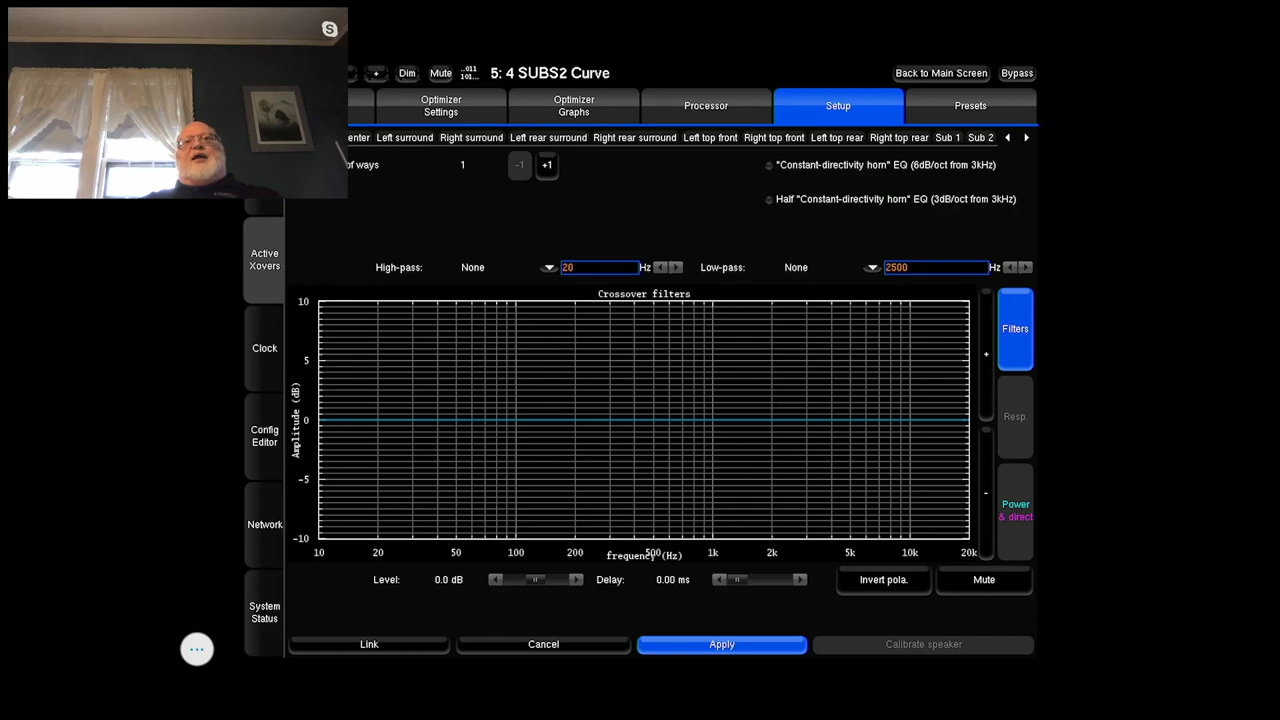 + Dim Mute ..011 101... 5: 4 SUBS2 Curve Back to Main Screen Bypass
Optimizer Settings Optimizer Graphs Processor Setup Presets
enter Left surround Right surround Left rear surround Right rear surround Left top front Right top front Left top rear Right top rear Sub 1 Sub 2
of ways 1 -1 +1 "Constant-directivity horn" EQ (6dB/oct from 3kHz)
Half "Constant-directivity horn" EQ (3dB/oct from 3kHz)
Active Xovers
Clock
Config Editor
Network
System Status
High-pass: None 20 Hz Low-pass: None 2500 Hz
Crossover filters
Amplitude (dB)
10
5
0
-5
-10
10 20 50 100 200 500 1k 2k 5k 10k 20k
frequency (Hz)
+
-
Filters
Resp.
Power & direct
Level: 0.0 dB Delay: 0.00 ms Invert pola. Mute
Link Cancel Apply Calibrate speaker